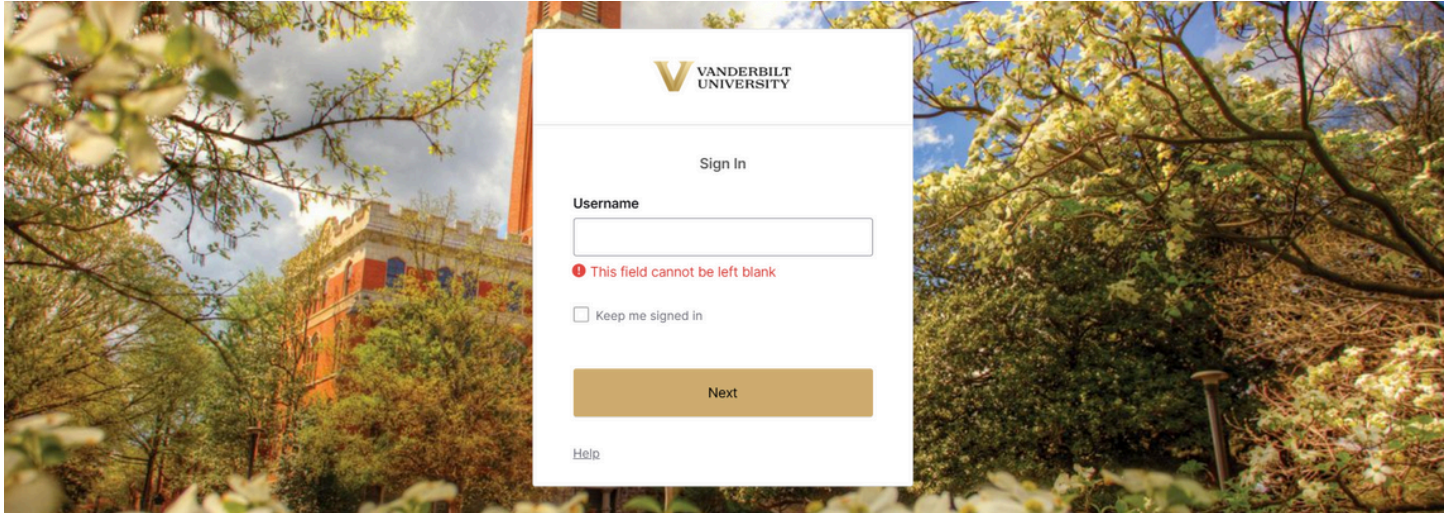 VANDERBILT
UNIVERSITY
Sign In
Username
This field cannot be left blank
Keep me signed in
Next
Help